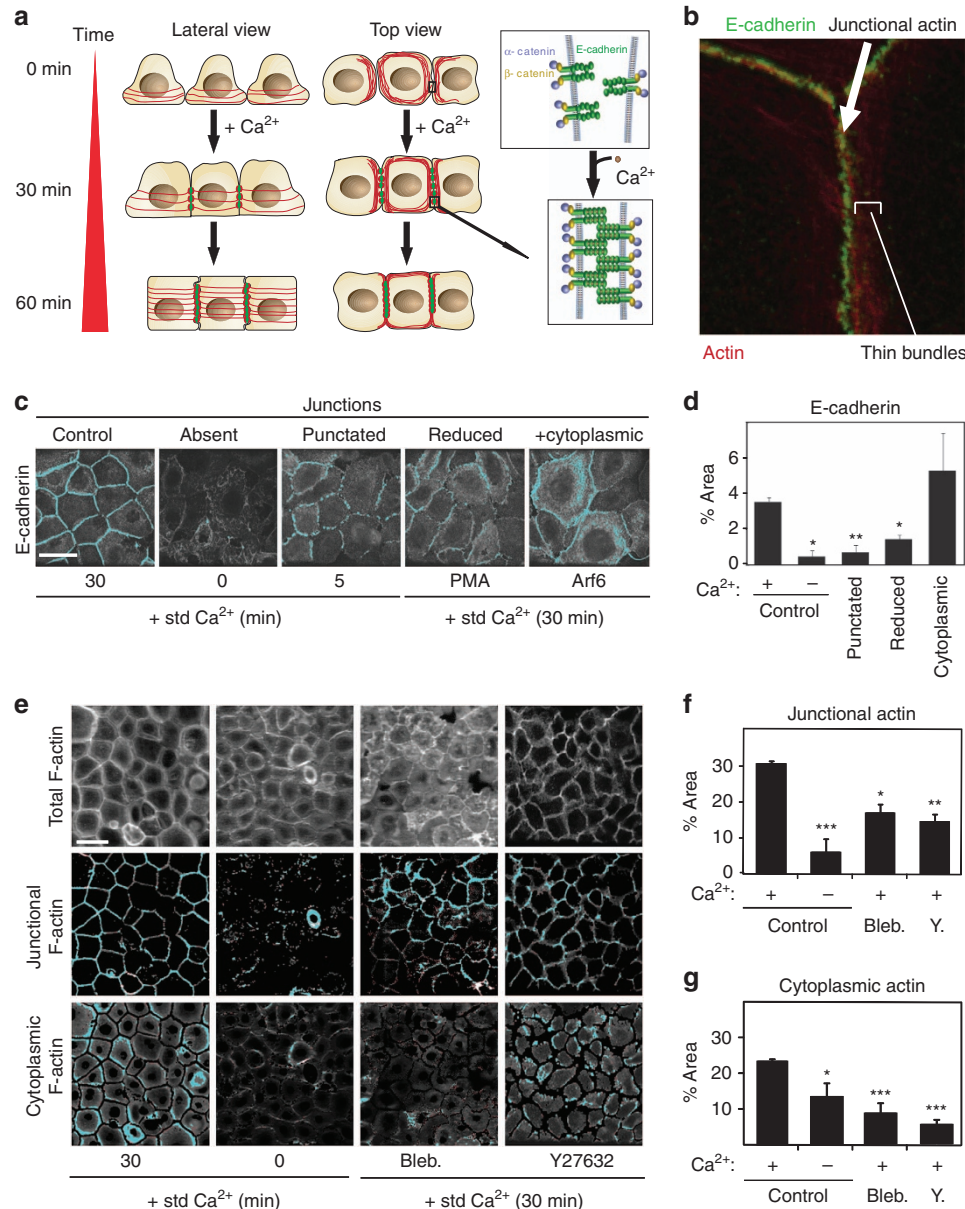 a
Time
Lateral view
Top view
0 min
+ Ca2+
+ Ca2+
30 min
60 min
α- catenin
E-cadherin
β- catenin
Ca2+
b
E-cadherin Junctional actin
Actin
Thin bundles
c
Junctions
Control Absent Punctated Reduced +cytoplasmic
E-cadherin
30 0 5 PMA Arf6
+ std Ca2+ (min) + std Ca2+ (30 min)
d
E-cadherin
% Area
6
4
2
0
* ** *
Ca2+: + −
Control
Punctated
Reduced
Cytoplasmic
e
Total F-actin
Junctional
F-actin
Cytoplasmic
F-actin
30 0 Bleb. Y27632
+ std Ca2+ (min) + std Ca2+ (30 min)
f
Junctional actin
% Area
30
20
10
0
*** * **
Ca2+: + − + +
Control Bleb. Y.
g
Cytoplasmic actin
% Area
30
20
10
* *** ***
Ca2+: + − + +
Control Bleb. Y.